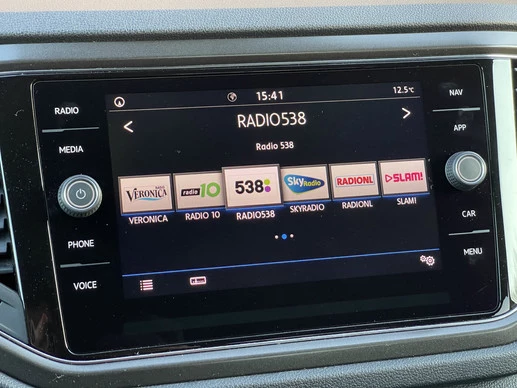 RADIO
MEDIA
PHONE
VOICE
15:41
12.5°C
RADIO538
Radio 538
VERONICA
radio 10
538
Sky Radio
RADIONL
SLAM!
VERONICA
RADIO 10
RADIO538
SKYRADIO
RADIONL
SLAM!
NAV
APP
CAR
MENU